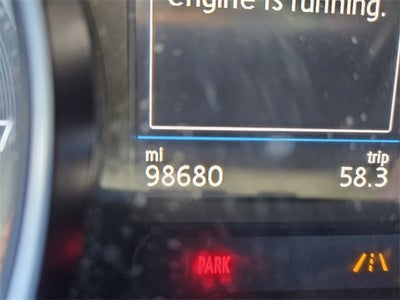 engine is running.
mi trip
98680 58.3
PARK